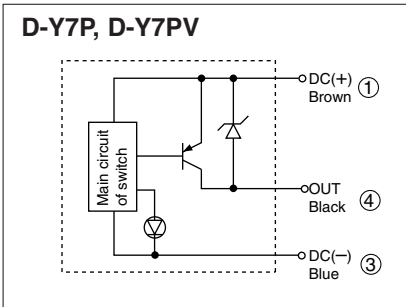 D-Y7P, D-Y7PV
DC(+) ①
Brown
Main circuit
of switch
OUT ④
Black
DC(−) ③
Blue